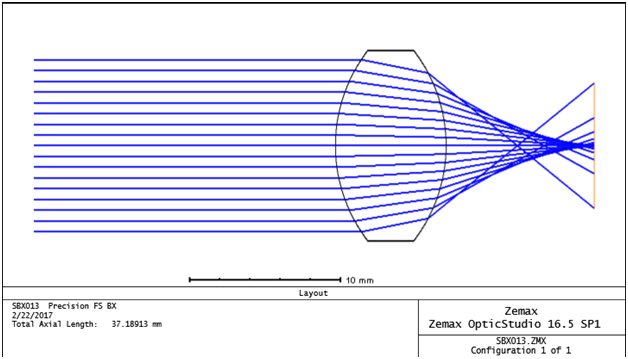 10 mm
Layout
SBX013 Precision FS BX
2/22/2017
Total Axial Length: 37.18913 mm
Zemax
Zemax OpticStudio 16.5 SP1
SBX013.ZMX
Configuration 1 of 1